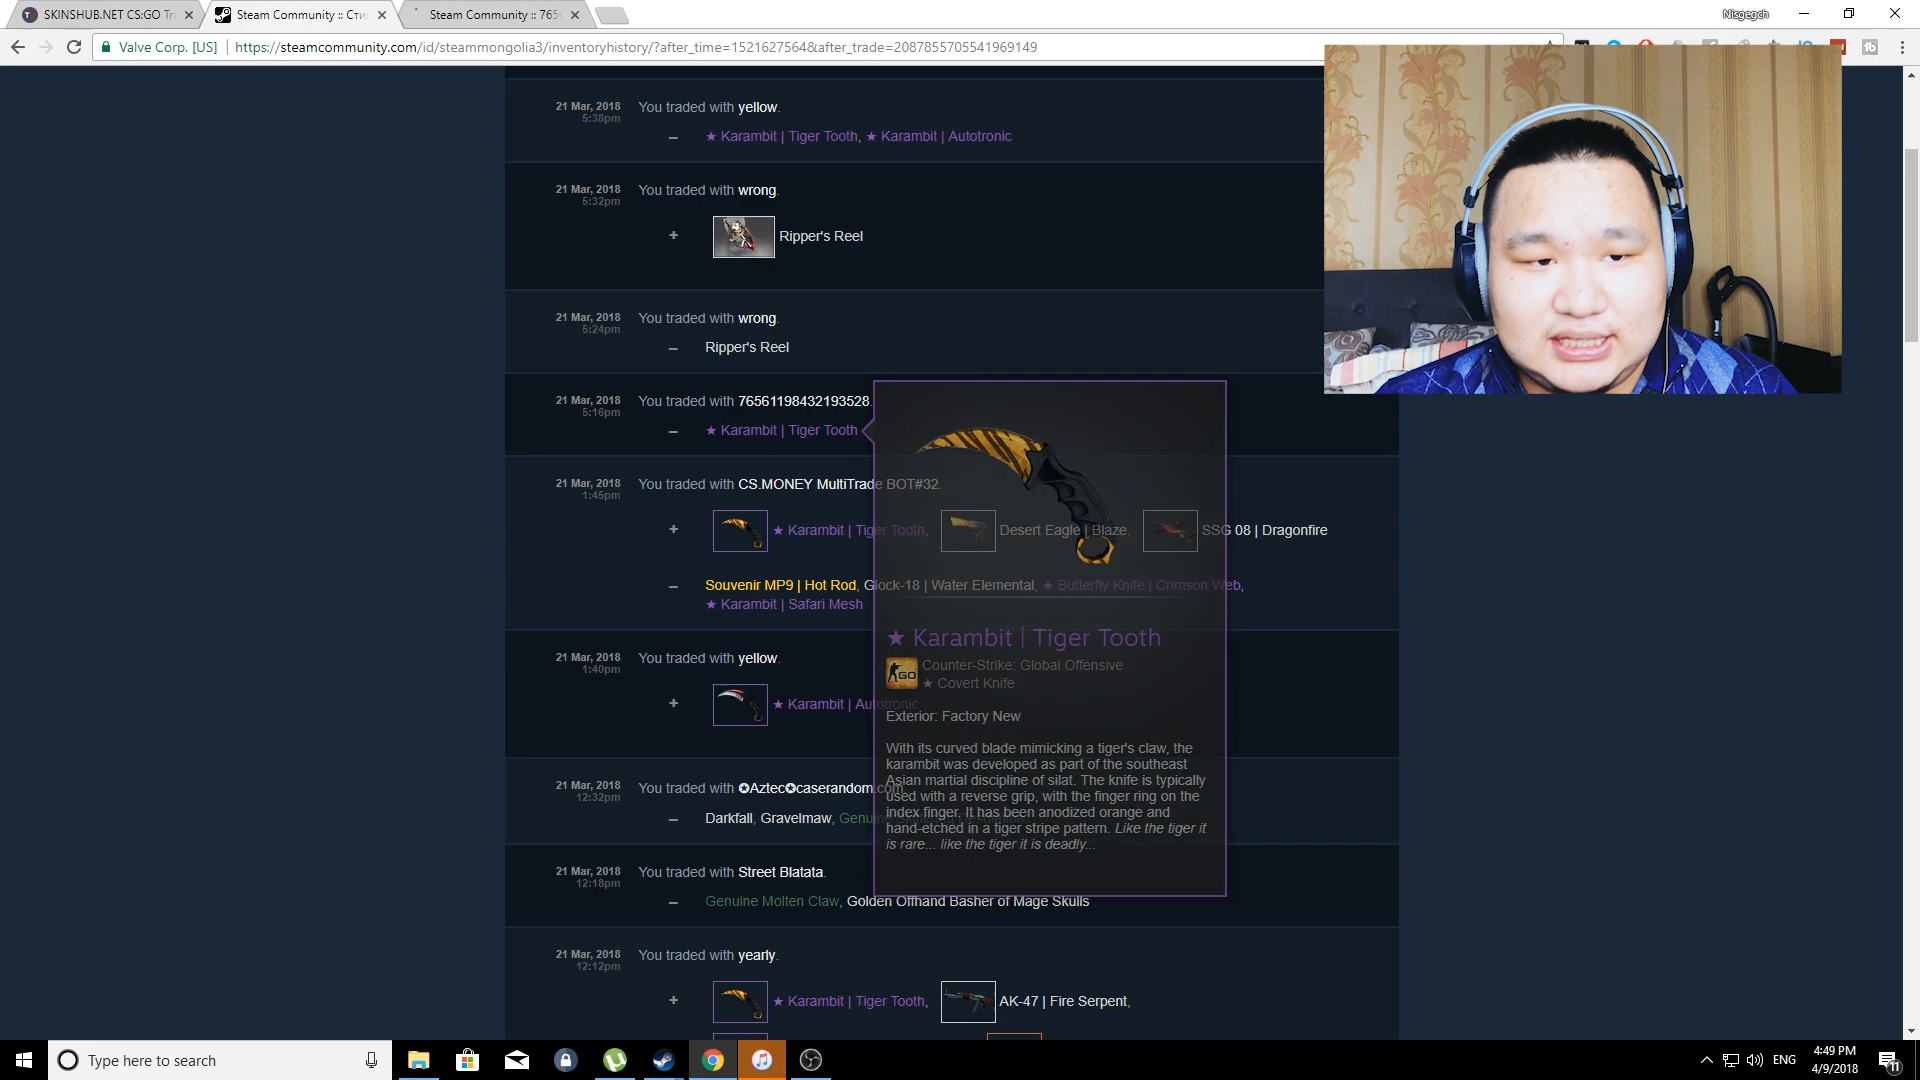 SKINSHUB.NET CS:GO Tr
Steam Community :: Сти
Steam Community :: 765
Nisgegch
Valve Corp. [US]
https://steamcommunity.com/id/steammongolia3/inventoryhistory/?after_time=1521627564&after_trade=2087855705541969149
21 Mar, 2018
5:38pm
You traded with yellow.
– ★ Karambit | Tiger Tooth, ★ Karambit | Autotronic
21 Mar, 2018
5:32pm
You traded with wrong.
+ Ripper's Reel
21 Mar, 2018
5:24pm
You traded with wrong.
– Ripper's Reel
21 Mar, 2018
5:16pm
You traded with 76561198432193528.
– ★ Karambit | Tiger Tooth
21 Mar, 2018
1:45pm
You traded with CS.MONEY MultiTrade BOT#32.
+ ★ Karambit | Tiger Tooth, Desert Eagle | Blaze, SSG 08 | Dragonfire
– Souvenir MP9 | Hot Rod, Glock-18 | Water Elemental, ★ Butterfly Knife | Crimson Web,
★ Karambit | Safari Mesh
★ Karambit | Tiger Tooth
GO
Counter-Strike: Global Offensive
★ Covert Knife
Exterior: Factory New
With its curved blade mimicking a tiger's claw, the
karambit was developed as part of the southeast
Asian martial discipline of silat. The knife is typically
used with a reverse grip, with the finger ring on the
index finger. It has been anodized orange and
hand-etched in a tiger stripe pattern. Like the tiger it
is rare... like the tiger it is deadly...
21 Mar, 2018
1:40pm
You traded with yellow.
+ ★ Karambit | Autotronic
21 Mar, 2018
12:32pm
You traded with ✪Aztec✪caserandom.com
– Darkfall, Gravelmaw, Genuine
21 Mar, 2018
12:18pm
You traded with Street Blatata.
– Genuine Molten Claw, Golden Offhand Basher of Mage Skulls
21 Mar, 2018
12:12pm
You traded with yearly.
+ ★ Karambit | Tiger Tooth, AK-47 | Fire Serpent,
Type here to search
ENG
4:49 PM
4/9/2018
11